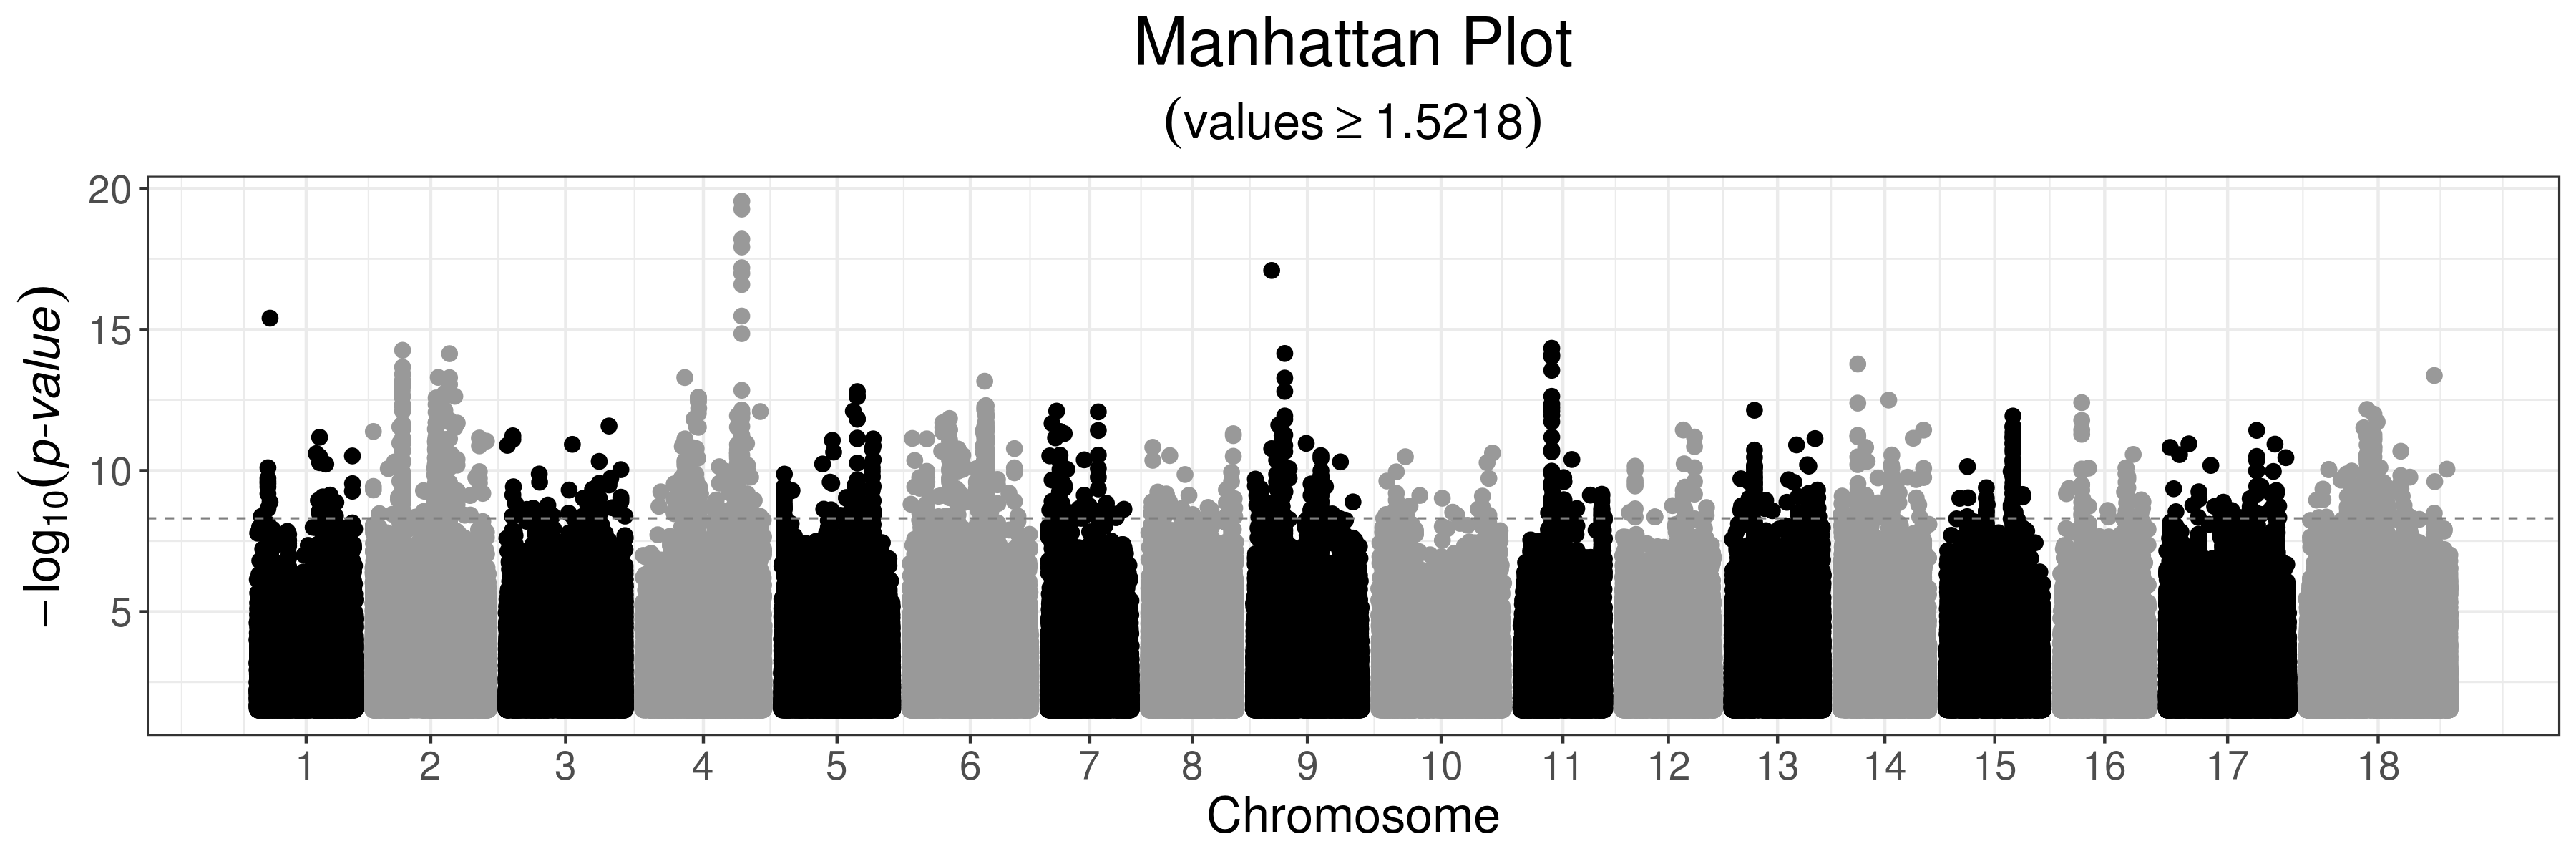 Manhattan Plot
(values ≥ 1.5218)
−log10(p-value)
20
15
10
5
1 2 3 4 5 6 7 8 9 10 11 12 13 14 15 16 17 18
Chromosome